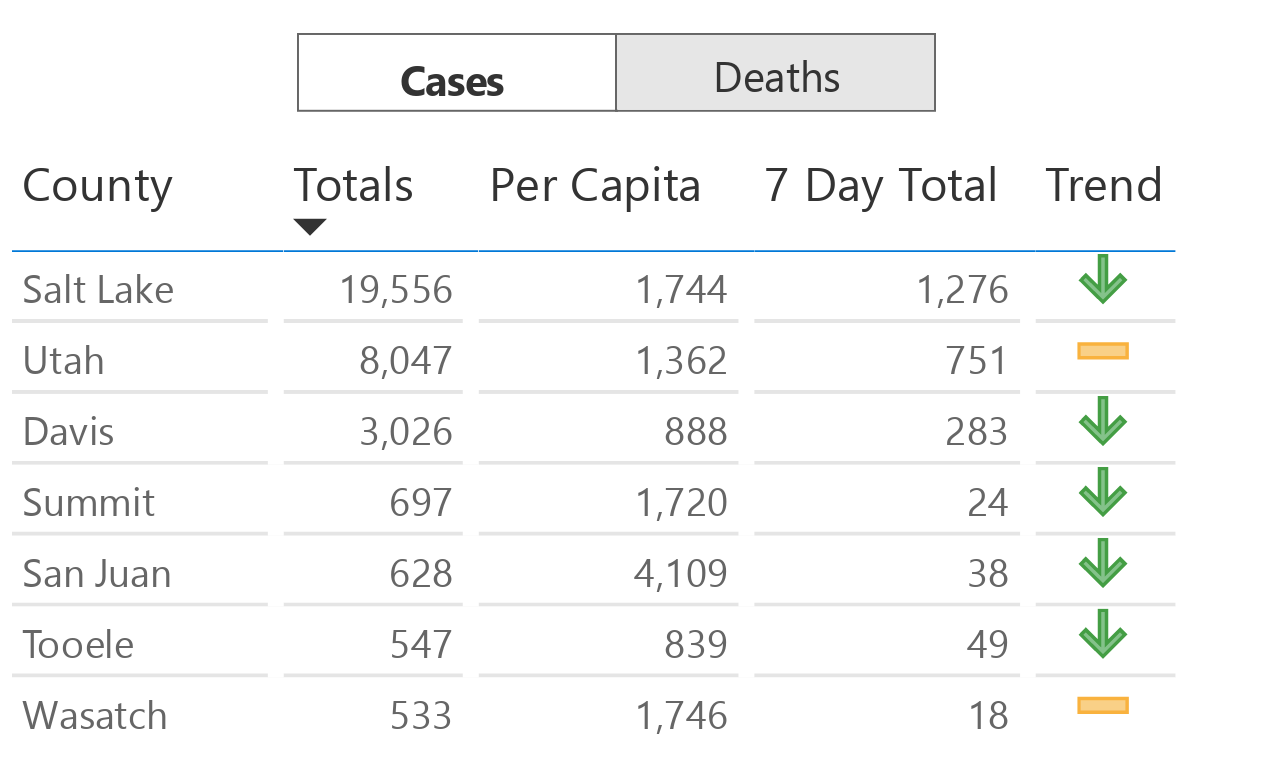 Cases Deaths
County Totals Per Capita 7 Day Total Trend
Salt Lake 19,556 1,744 1,276
Utah 8,047 1,362 751
Davis 3,026 888 283
Summit 697 1,720 24
San Juan 628 4,109 38
Tooele 547 839 49
Wasatch 533 1,746 18